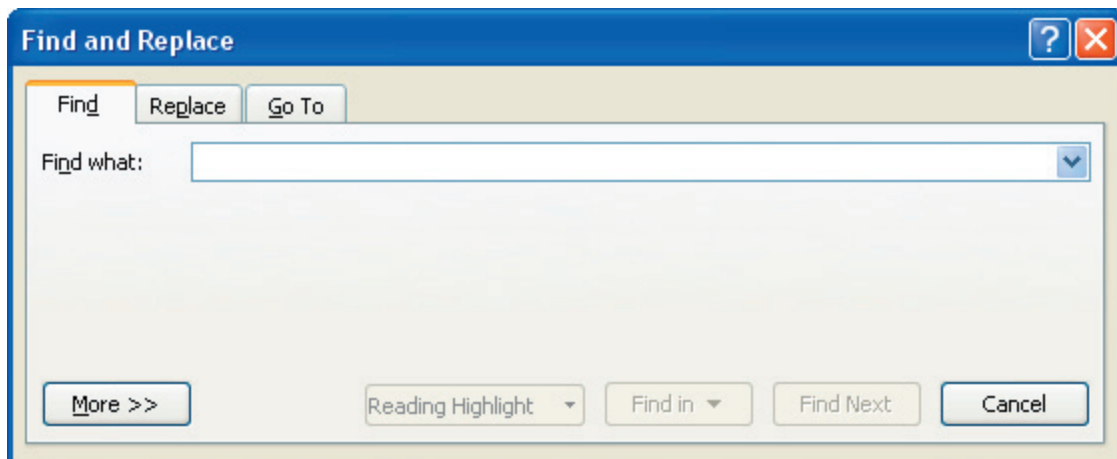 Find and Replace
Find Replace Go To
Find what:
More >> Reading Highlight Find in Find Next Cancel